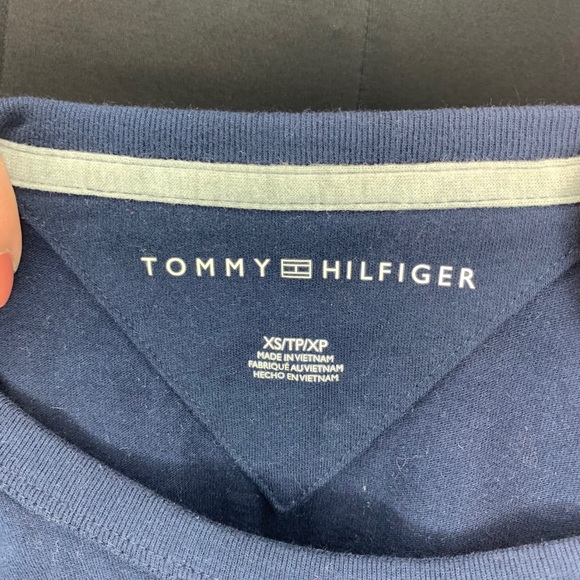 TOMMY HILFIGER
XS/TP/XP
MADE IN VIETNAM
FABRIQUÉ AU VIETNAM
HECHO EN VIETNAM